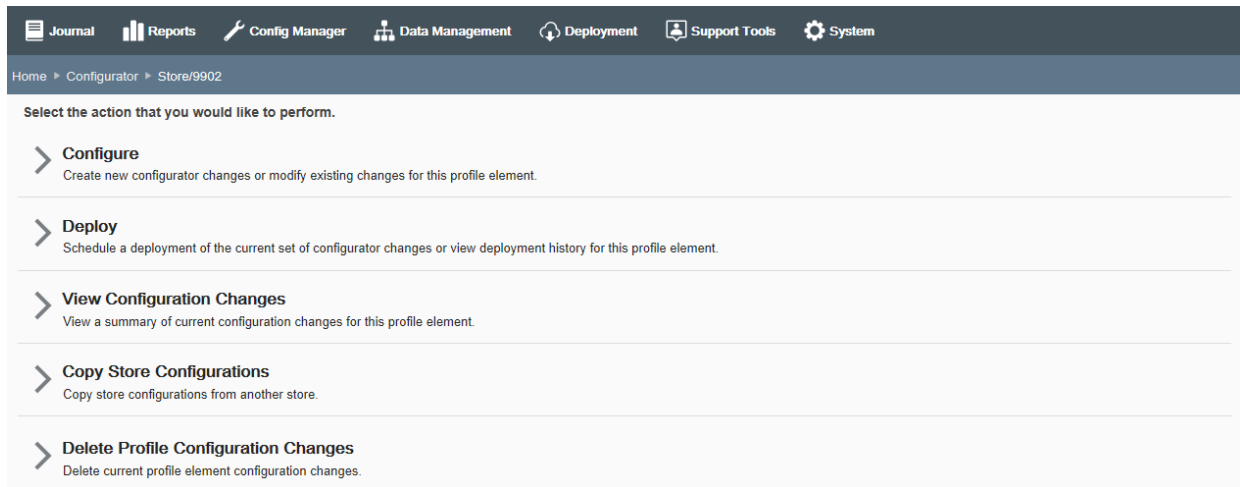 Journal Reports Config Manager Data Management Deployment Support Tools System
Home Configurator Store/9902
Select the action that you would like to perform.
Configure
Create new configurator changes or modify existing changes for this profile element.
Deploy
Schedule a deployment of the current set of configurator changes or view deployment history for this profile element.
View Configuration Changes
View a summary of current configuration changes for this profile element.
Copy Store Configurations
Copy store configurations from another store.
Delete Profile Configuration Changes
Delete current profile element configuration changes.